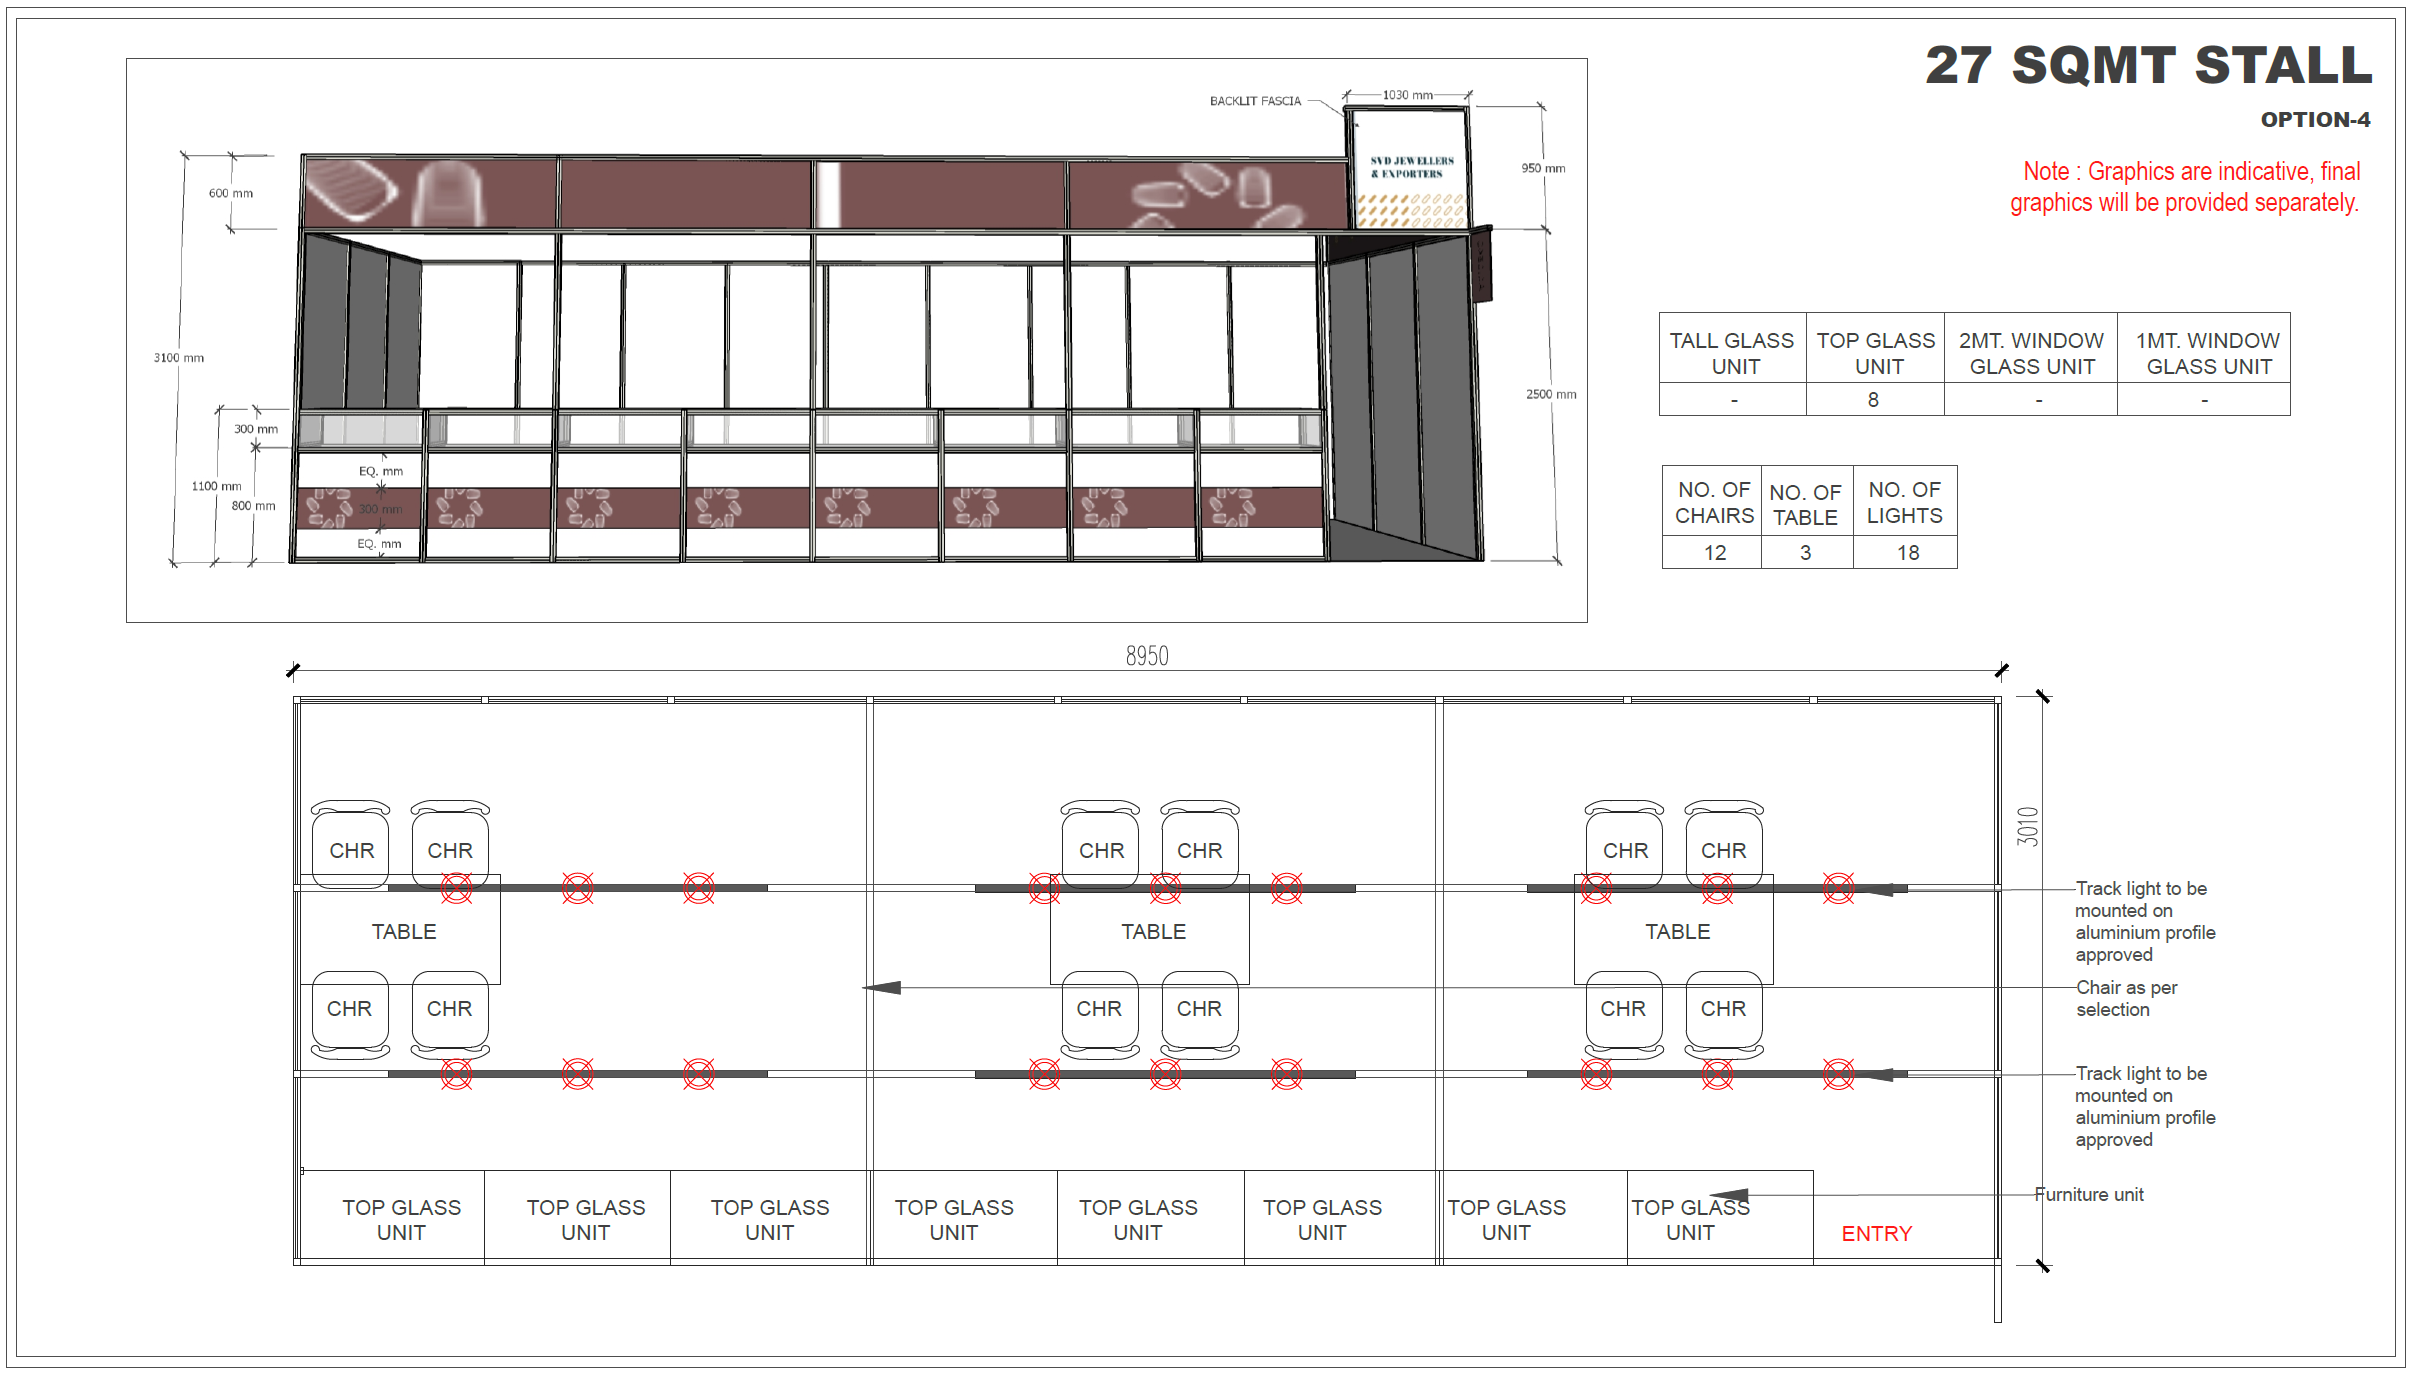 27 SQMT STALL
OPTION-4
Note : Graphics are indicative, final
graphics will be provided separately.
BACKLIT FASCIA
1030 mm
SVD JEWELLERS
& EXPORTERS
950 mm
600 mm
3100 mm
2500 mm
300 mm
1100 mm
800 mm
EQ. mm
300 mm
EQ. mm
TALL GLASS
UNIT
TOP GLASS
UNIT
2MT. WINDOW
GLASS UNIT
1MT. WINDOW
GLASS UNIT
-
8
-
-
NO. OF
CHAIRS
NO. OF
TABLE
NO. OF
LIGHTS
12
3
18
8950
3010
CHR
CHR
CHR
CHR
CHR
CHR
TABLE
TABLE
TABLE
CHR
CHR
CHR
CHR
CHR
CHR
Track light to be
mounted on
aluminium profile
approved
Chair as per
selection
Track light to be
mounted on
aluminium profile
approved
Furniture unit
TOP GLASS
UNIT
TOP GLASS
UNIT
TOP GLASS
UNIT
TOP GLASS
UNIT
TOP GLASS
UNIT
TOP GLASS
UNIT
TOP GLASS
UNIT
TOP GLASS
UNIT
ENTRY